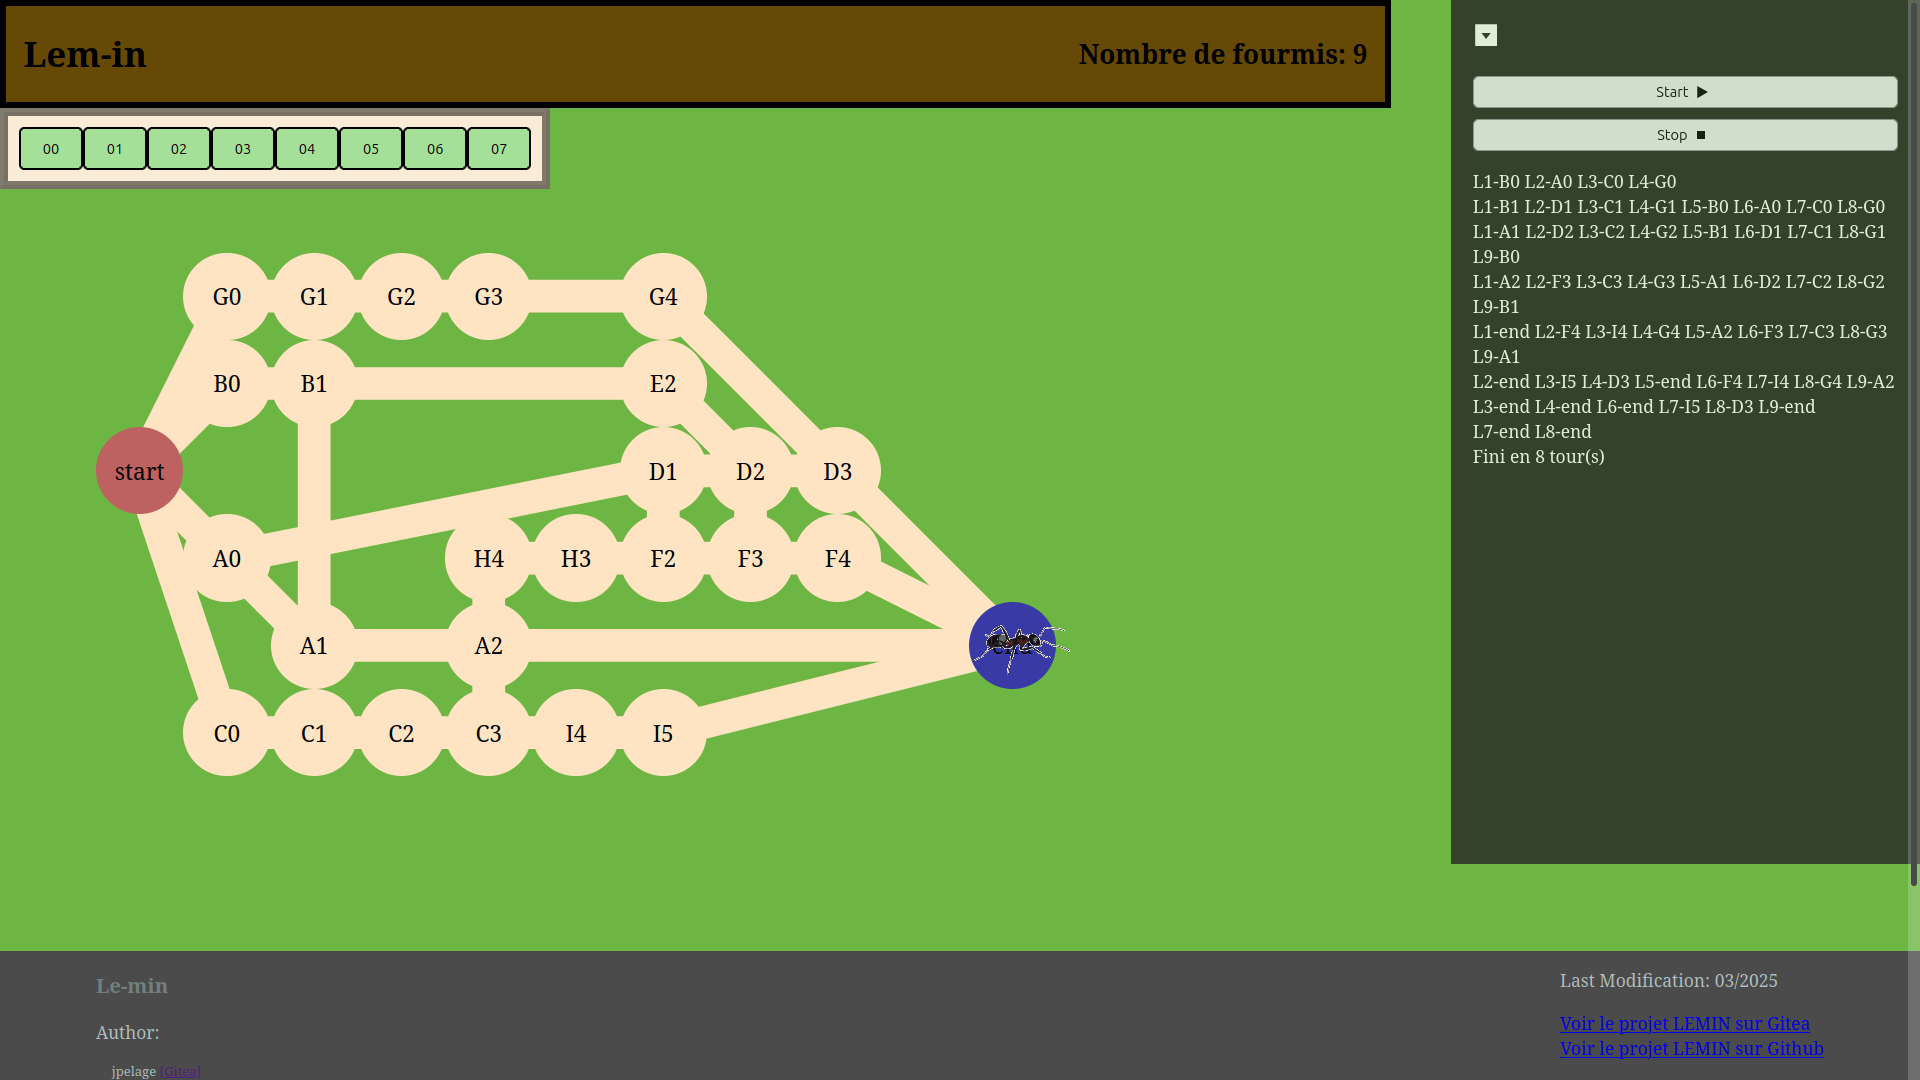 Lem-in
Nombre de fourmis: 9
00 01 02 03 04 05 06 07
Start ▶
Stop ■
L1-B0 L2-A0 L3-C0 L4-G0
L1-B1 L2-D1 L3-C1 L4-G1 L5-B0 L6-A0 L7-C0 L8-G0
L1-A1 L2-D2 L3-C2 L4-G2 L5-B1 L6-D1 L7-C1 L8-G1
L9-B0
L1-A2 L2-F3 L3-C3 L4-G3 L5-A1 L6-D2 L7-C2 L8-G2
L9-B1
L1-end L2-F4 L3-I4 L4-G4 L5-A2 L6-F3 L7-C3 L8-G3
L9-A1
L2-end L3-I5 L4-D3 L5-end L6-F4 L7-I4 L8-G4 L9-A2
L3-end L4-end L6-end L7-I5 L8-D3 L9-end
L7-end L8-end
Fini en 8 tour(s)
G0 G1 G2 G3 G4
B0 B1 E2
start D1 D2 D3
A0 H4 H3 F2 F3 F4
A1 A2
C0 C1 C2 C3 I4 I5
Le-min
Author:
jpelage [Gitea]
Last Modification: 03/2025
Voir le projet LEMIN sur Gitea
Voir le projet LEMIN sur Github